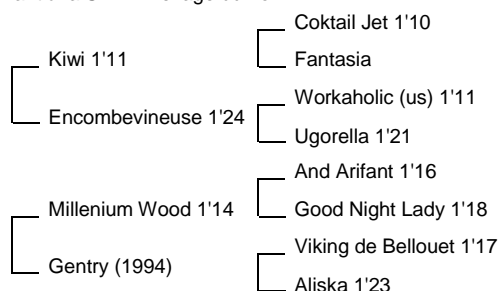 Coktail Jet 1'10
Kiwi 1'11
Fantasia
Workaholic (us) 1'11
Encombevineuse 1'24
Ugorella 1'21
And Arifant 1'16
Millenium Wood 1'14
Good Night Lady 1'18
Viking de Bellouet 1'17
Gentry (1994)
Aliska 1'23